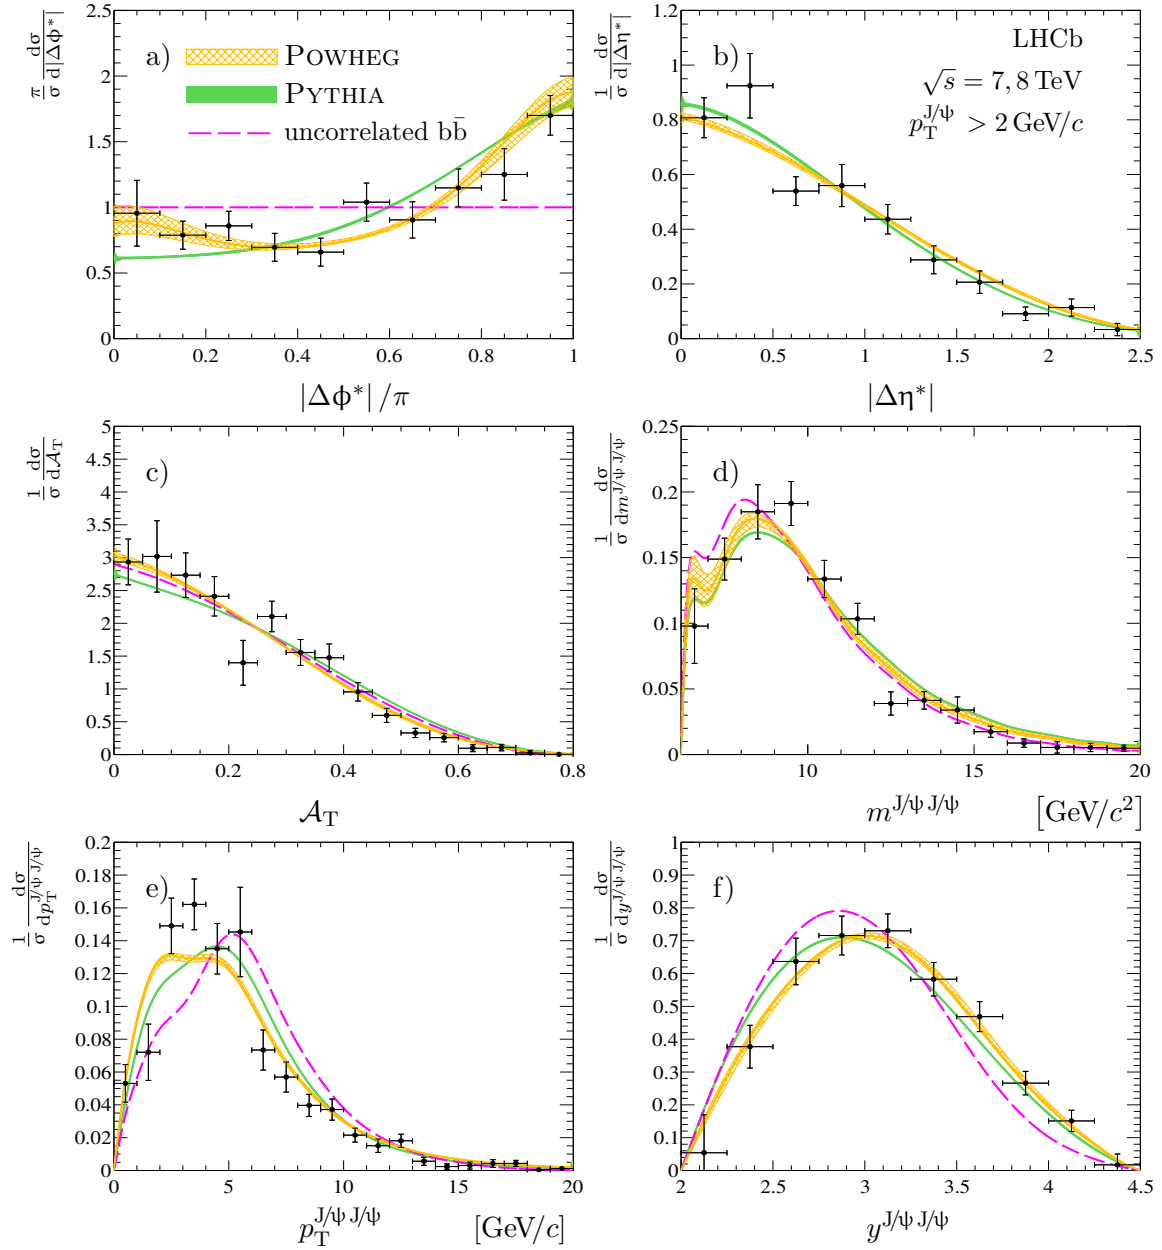 π/σ dσ/d|Δϕ*|
2.5
2
1.5
1
0.5
0
a)
POWHEG
PYTHIA
uncorrelated bb̄
0 0.2 0.4 0.6 0.8 1
|Δϕ*|/π
1/σ dσ/d|Δη*|
1.2
1
0.8
0.6
0.4
0.2
0
b)
LHCb
√s = 7, 8 TeV
p_T^{J/ψ} > 2 GeV/c
0 0.5 1 1.5 2 2.5
|Δη*|
1/σ dσ/d𝒜_T
5
4.5
4
3.5
3
2.5
2
1.5
1
0.5
0
c)
0 0.2 0.4 0.6 0.8
𝒜_T
1/σ dσ/dm^{J/ψ J/ψ}
0.25
0.2
0.15
0.1
0.05
0
d)
10 15 20
m^{J/ψ J/ψ} [GeV/c²]
1/σ dσ/dp_T^{J/ψ J/ψ}
0.2
0.18
0.16
0.14
0.12
0.1
0.08
0.06
0.04
0.02
0
e)
0 5 10 15 20
p_T^{J/ψ J/ψ} [GeV/c]
1/σ dσ/dy^{J/ψ J/ψ}
1
0.9
0.8
0.7
0.6
0.5
0.4
0.3
0.2
0.1
0
f)
2 2.5 3 3.5 4 4.5
y^{J/ψ J/ψ}